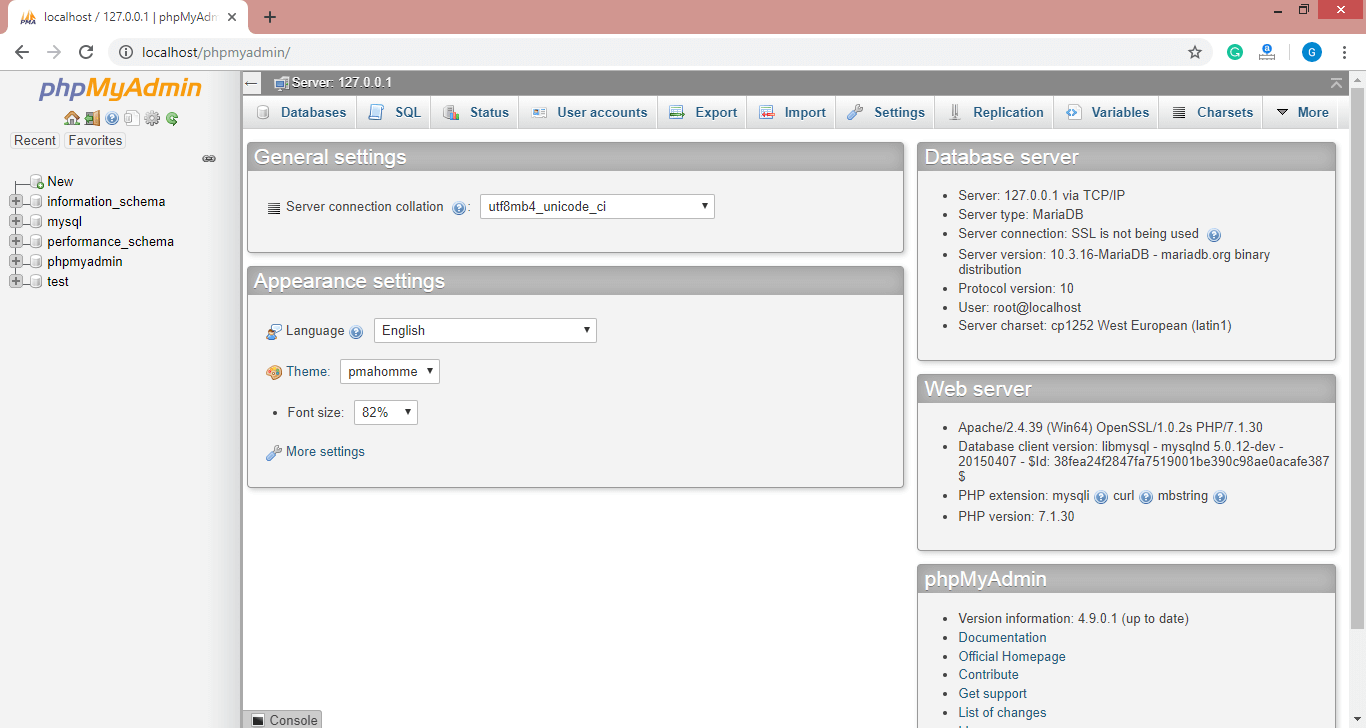 localhost / 127.0.0.1 | phpMyAdm
localhost/phpmyadmin/
G
phpMyAdmin
Recent Favorites
New
information_schema
mysql
performance_schema
phpmyadmin
test
Server: 127.0.0.1
Databases SQL Status User accounts Export Import Settings Replication Variables Charsets More
General settings
Server connection collation : utf8mb4_unicode_ci
Appearance settings
Language English
Theme: pmahomme
Font size: 82%
More settings
Database server
Server: 127.0.0.1 via TCP/IP
Server type: MariaDB
Server connection: SSL is not being used
Server version: 10.3.16-MariaDB - mariadb.org binary
distribution
Protocol version: 10
User: root@localhost
Server charset: cp1252 West European (latin1)
Web server
Apache/2.4.39 (Win64) OpenSSL/1.0.2s PHP/7.1.30
Database client version: libmysql - mysqlnd 5.0.12-dev -
20150407 - $Id: 38fea24f2847fa7519001be390c98ae0acafe387
$
PHP extension: mysqli curl mbstring
PHP version: 7.1.30
phpMyAdmin
Version information: 4.9.0.1 (up to date)
Documentation
Official Homepage
Contribute
Get support
List of changes
Console